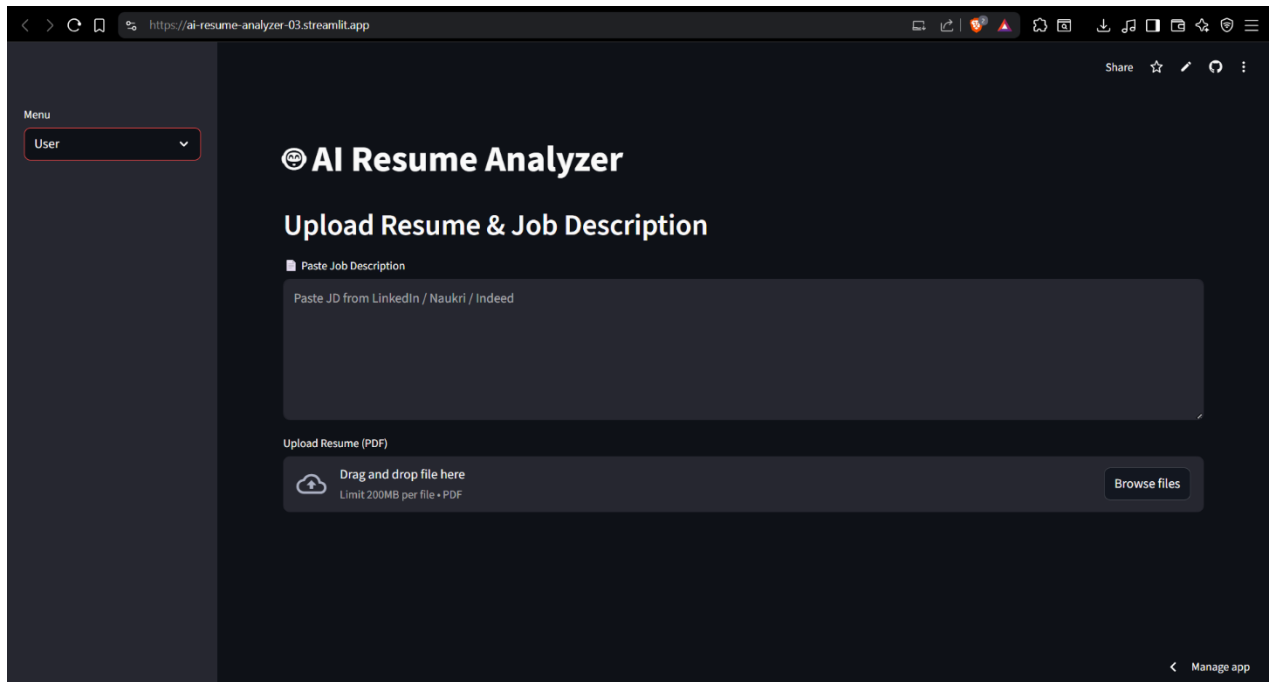 https://ai-resume-analyzer-03.streamlit.app
Share
Menu
User
AI Resume Analyzer
Upload Resume & Job Description
Paste Job Description
Paste JD from LinkedIn / Naukri / Indeed
Upload Resume (PDF)
Drag and drop file here
Limit 200MB per file • PDF
Browse files
Manage app